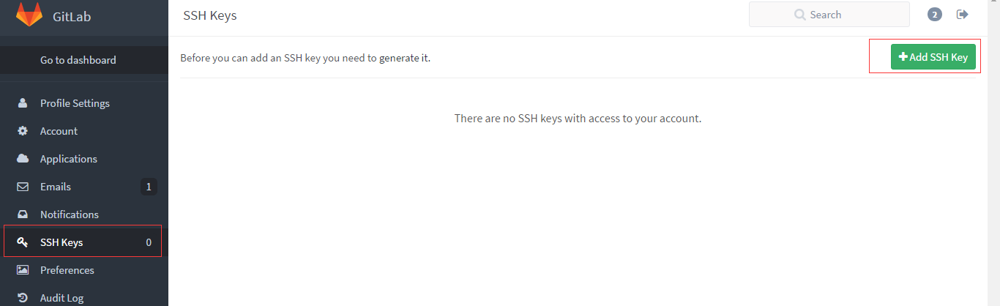 GitLab
SSH Keys
Search
2
Go to dashboard
Before you can add an SSH key you need to generate it.
Add SSH Key
Profile Settings
There are no SSH keys with access to your account.
Account
Applications
Emails 1
Notifications
SSH Keys 0
Preferences
Audit Log